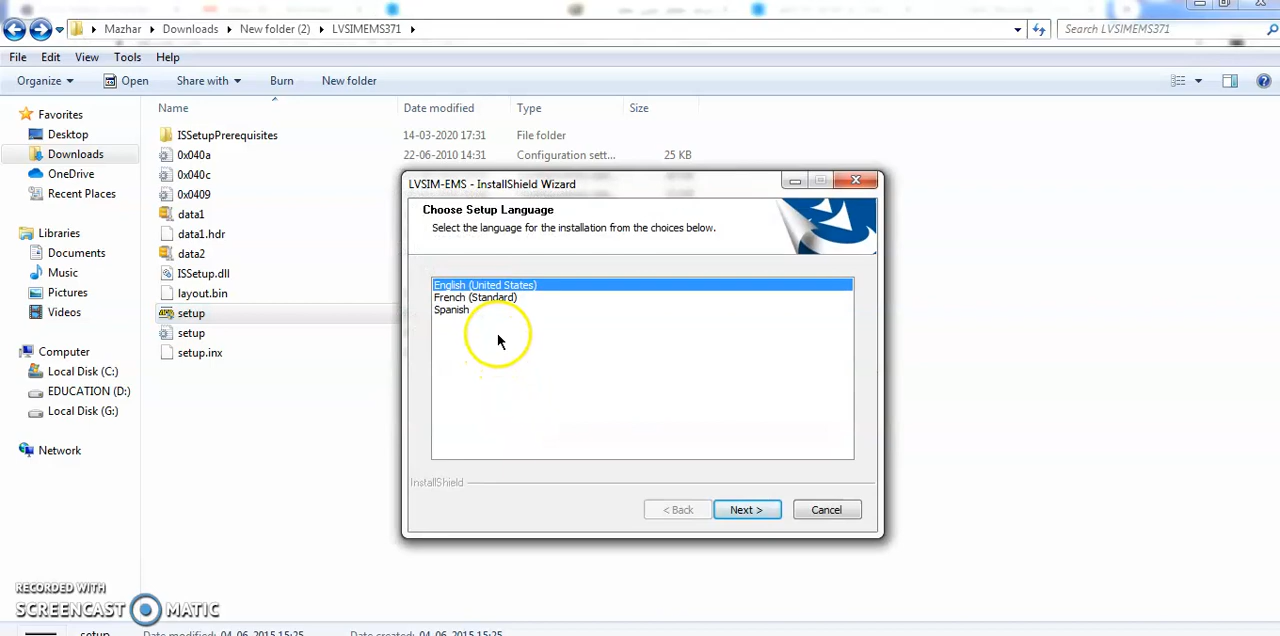 Mazhar
Downloads
New folder (2)
LVSIMEMS371
Search LVSIMEMS371
File Edit View Tools Help
Organize Open Share with Burn New folder
Name Date modified Type Size
Favorites
Desktop
Downloads
OneDrive
Recent Places
Libraries
Documents
Music
Pictures
Videos
Computer
Local Disk (C:)
EDUCATION (D:)
Local Disk (G:)
Network
ISSetupPrerequisites 14-03-2020 17:31 File folder
0x040a 22-06-2010 14:31 Configuration sett... 25 KB
0x040c
0x0409
data1
data1.hdr
data2
ISSetup.dll
layout.bin
setup
setup
setup.inx
LVSIM-EMS - InstallShield Wizard
Choose Setup Language
Select the language for the installation from the choices below.
English (United States)
French (Standard)
Spanish
InstallShield
< Back Next > Cancel
RECORDED WITH
SCREENCAST MATIC
setup Date modified: 04-06-2015 15:25 Date created: 04-06-2015 15:25